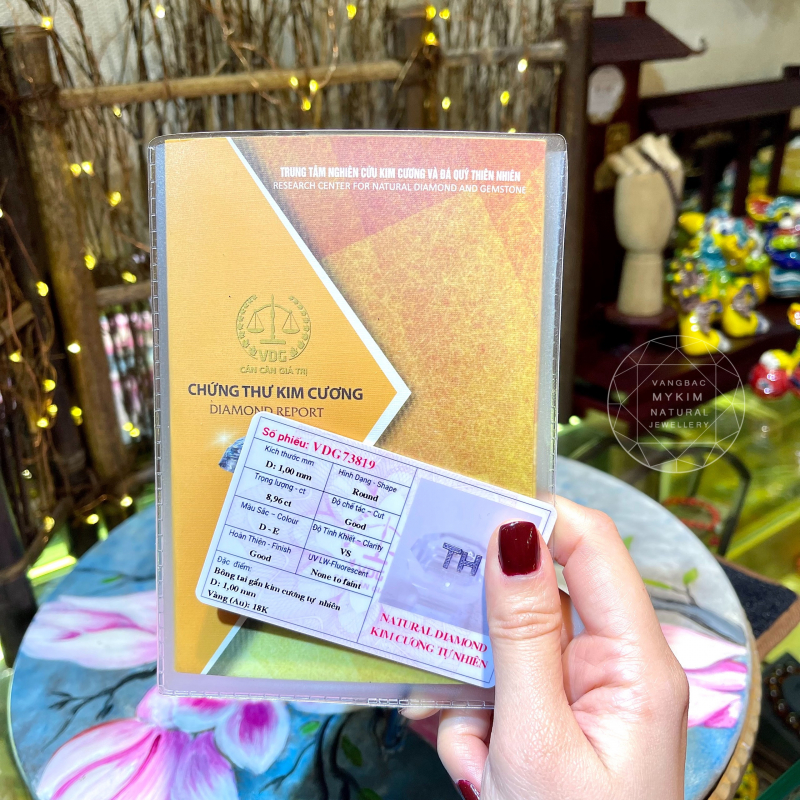 TRUNG TÂM NGHIÊN CỨU KIM CƯƠNG VÀ ĐÁ QUÝ THIÊN NHIÊN
RESEARCH CENTER FOR NATURAL DIAMOND AND GEMSTONE
VDG
CÁN CÂN GIÁ TRỊ
CHỨNG THƯ KIM CƯƠNG
DIAMOND REPORT
Số phiếu: VDG73819
Kích thước mm
D: 1,00 mm
Hình Dạng - Shape
Round
Trọng lượng - ct
8,96 ct
Độ chế tác – Cut
Good
Màu Sắc – Colour
D - E
Độ Tinh Khiết – Clarity
VS
Hoàn Thiện - Finish
Good
UV LW-Fluorescent
None to faint
Đặc điểm:
Bông tai gắn kim cương tự nhiên
D: 1,00 mm
Vàng (Au): 18K
TH
NATURAL DIAMOND
KIM CƯƠNG TỰ NHIÊN
VANGBAC
MYKIM
NATURAL
JEWELLERY